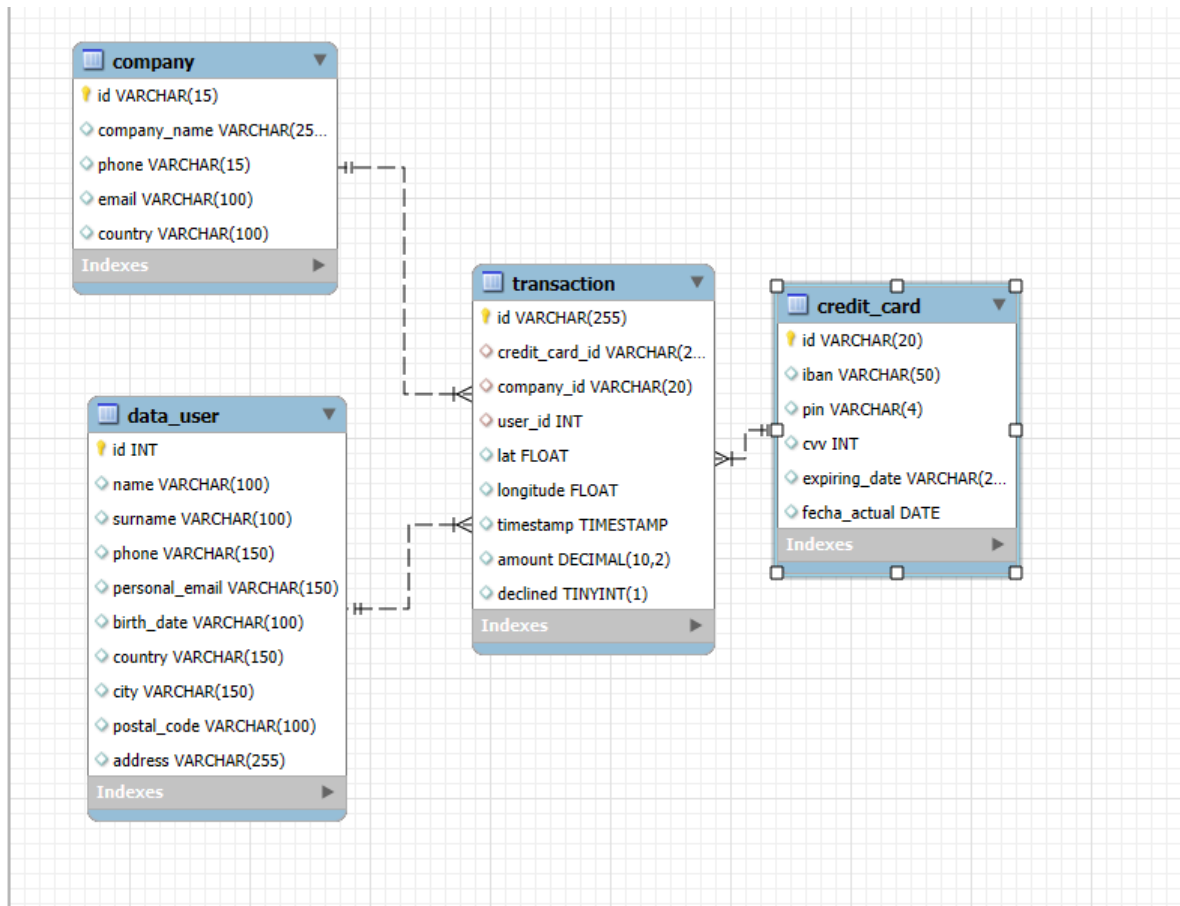 company
id VARCHAR(15)
company_name VARCHAR(25...
phone VARCHAR(15)
email VARCHAR(100)
country VARCHAR(100)
Indexes
data_user
id INT
name VARCHAR(100)
surname VARCHAR(100)
phone VARCHAR(150)
personal_email VARCHAR(150)
birth_date VARCHAR(100)
country VARCHAR(150)
city VARCHAR(150)
postal_code VARCHAR(100)
address VARCHAR(255)
Indexes
transaction
id VARCHAR(255)
credit_card_id VARCHAR(2...
company_id VARCHAR(20)
user_id INT
lat FLOAT
longitude FLOAT
timestamp TIMESTAMP
amount DECIMAL(10,2)
declined TINYINT(1)
Indexes
credit_card
id VARCHAR(20)
iban VARCHAR(50)
pin VARCHAR(4)
cvv INT
expiring_date VARCHAR(2...
fecha_actual DATE
Indexes